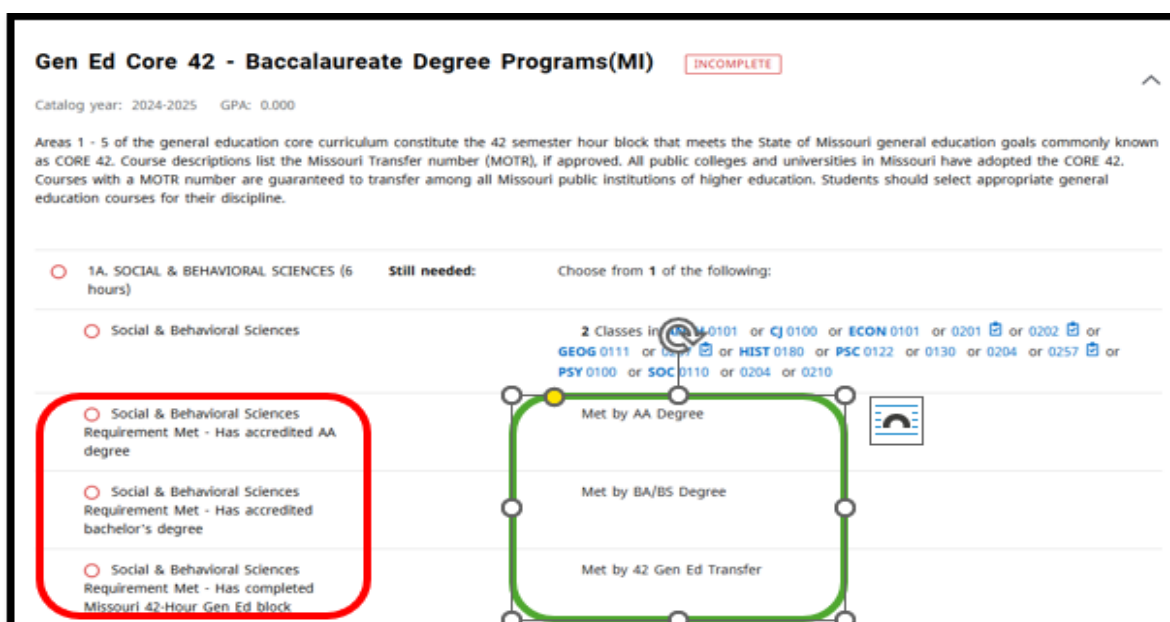 Gen Ed Core 42 - Baccalaureate Degree Programs(MI) INCOMPLETE
Catalog year: 2024-2025 GPA: 0.000
Areas 1 - 5 of the general education core curriculum constitute the 42 semester hour block that meets the State of Missouri general education goals commonly known
as CORE 42. Course descriptions list the Missouri Transfer number (MOTR), if approved. All public colleges and universities in Missouri have adopted the CORE 42.
Courses with a MOTR number are guaranteed to transfer among all Missouri public institutions of higher education. Students should select appropriate general
education courses for their discipline.
1A. SOCIAL & BEHAVIORAL SCIENCES (6 Still needed: Choose from 1 of the following:
hours)
Social & Behavioral Sciences 2 Classes in 0101 or CJ 0100 or ECON 0101 or 0201 or 0202 or
GEOG 0111 or or HIST 0180 or PSC 0122 or 0130 or 0204 or 0257 or
PSY 0100 or SOC 0110 or 0204 or 0210
Social & Behavioral Sciences Met by AA Degree
Requirement Met - Has accredited AA
degree
Social & Behavioral Sciences Met by BA/BS Degree
Requirement Met - Has accredited
bachelor's degree
Social & Behavioral Sciences Met by 42 Gen Ed Transfer
Requirement Met - Has completed
Missouri 42-Hour Gen Ed block